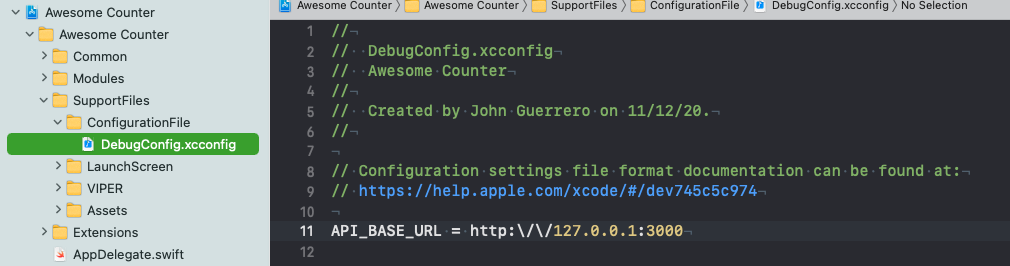 Awesome Counter
Awesome Counter
Common
Modules
SupportFiles
ConfigurationFile
DebugConfig.xcconfig
LaunchScreen
VIPER
Assets
Extensions
AppDelegate.swift
Awesome Counter > Awesome Counter > SupportFiles > ConfigurationFile > DebugConfig.xcconfig > No Selection
1 //¬
2 //··DebugConfig.xcconfig¬
3 //··Awesome·Counter¬
4 //¬
5 //··Created·by·John·Guerrero·on·11/12/20.¬
6 //¬
7 ¬
8 //·Configuration·settings·file·format·documentation·can·be·found·at:¬
9 //·https://help.apple.com/xcode/#/dev745c5c974¬
10 ¬
11 API_BASE_URL·=·http:\/\/127.0.0.1:3000¬
12